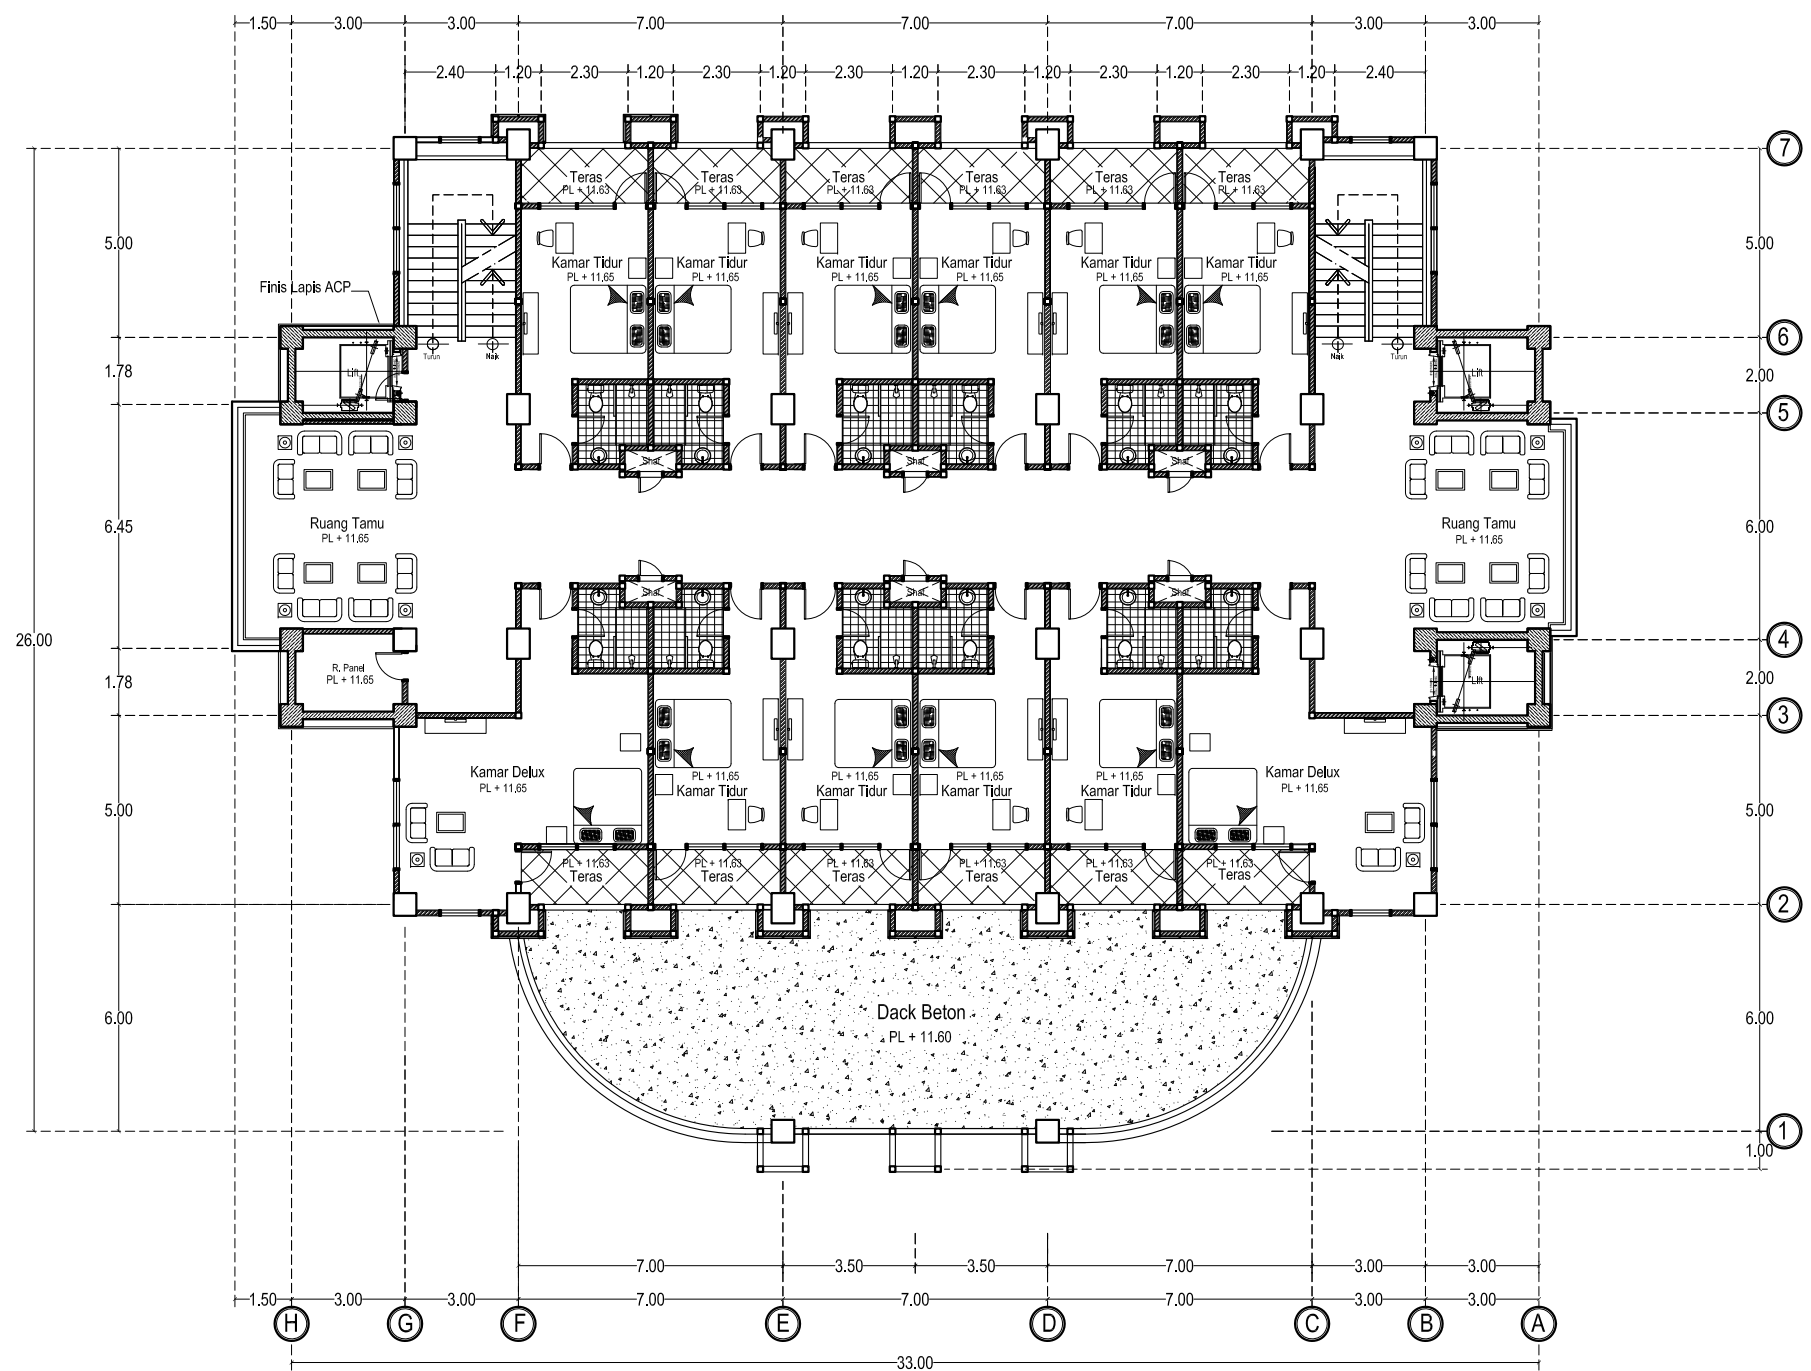 1.50 3.00 3.00 7.00 7.00 7.00 3.00 3.00
2.40 1.20 2.30 1.20 2.30 1.20 2.30 1.20 2.30 1.20 2.30 1.20 2.30 1.20 2.40
7
Teras Teras Teras Teras Teras Teras
PL + 11.63 PL + 11.63 PL + 11.63 PL + 11.63 PL + 11.63 PL + 11.63
5.00 5.00
Kamar Tidur Kamar Tidur Kamar Tidur Kamar Tidur Kamar Tidur Kamar Tidur
PL + 11.65 PL + 11.65 PL + 11.65 PL + 11.65 PL + 11.65 PL + 11.65
Finis Lapis ACP
6
Turun Naik Naik Turun
1.78 Lift Lift 2.00
5
Shaf Shaf Shaf
Ruang Tamu Ruang Tamu
6.45 6.00
PL + 11.65 PL + 11.65
Shaf Shaf Shaf
26.00
4
R. Panel
PL + 11.65
1.78 Lift 2.00
3
Kamar Delux Kamar Delux
PL + 11.65 PL + 11.65 PL + 11.65 PL + 11.65
PL + 11.65 PL + 11.65
Kamar Tidur Kamar Tidur Kamar Tidur Kamar Tidur
5.00 5.00
PL + 11.63 PL + 11.63 PL + 11.63 PL + 11.63 PL + 11.63 PL + 11.63
Teras Teras Teras Teras Teras Teras
2
Dack Beton
PL + 11.60
6.00 6.00
1
1.00
7.00 3.50 3.50 7.00 3.00 3.00
1.50 3.00 3.00 7.00 7.00 7.00 3.00 3.00
H G F E D C B A
33.00